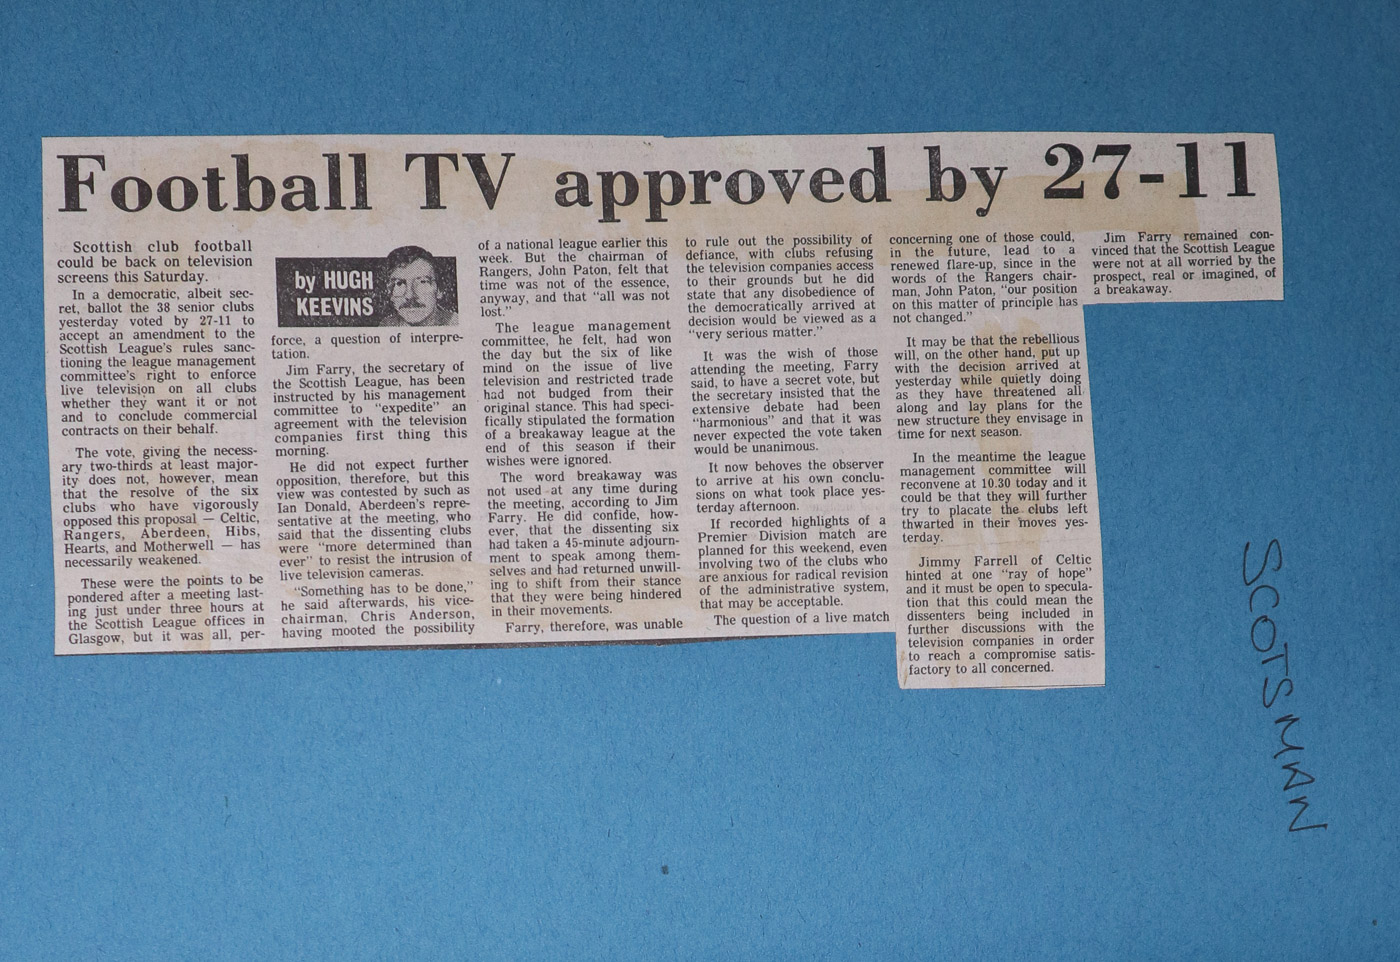 Football TV approved by 27-11
Scottish club football
could be back on television
screens this Saturday.
In a democratic, albeit sec-
ret, ballot the 38 senior clubs
yesterday voted by 27-11 to
accept an amendment to the
Scottish League's rules sanc-
tioning the league management
committee's right to enforce
live television on all clubs
whether they want it or not
and to conclude commercial
contracts on their behalf.
The vote, giving the necess-
ary two-thirds at least major-
ity does not, however, mean
that the resolve of the six
clubs who have vigorously
opposed this proposal — Celtic,
Rangers, Aberdeen, Hibs,
Hearts, and Motherwell — has
necessarily weakened.
These were the points to be
pondered after a meeting last-
ing just under three hours at
the Scottish League offices in
Glasgow, but it was all, per-
by HUGH
KEEVINS
force, a question of interpre-
tation.
Jim Farry, the secretary of
the Scottish League, has been
instructed by his management
committee to "expedite" an
agreement with the television
companies first thing this
morning.
He did not expect further
opposition, therefore, but this
view was contested by such as
Ian Donald, Aberdeen's repre-
sentative at the meeting, who
said that the dissenting clubs
were "more determined than
ever" to resist the intrusion of
live television cameras.
"Something has to be done,"
he said afterwards, his vice-
chairman, Chris Anderson,
having mooted the possibility
of a national league earlier this
week. But the chairman of
Rangers, John Paton, felt that
time was not of the essence,
anyway, and that "all was not
lost."
The league management
committee, he felt, had won
the day but the six of like
mind on the issue of live
television and restricted trade
had not budged from their
original stance. This had speci-
fically stipulated the formation
of a breakaway league at the
end of this season if their
wishes were ignored.
The word breakaway was
not used at any time during
the meeting, according to Jim
Farry. He did confide, how-
ever, that the dissenting six
had taken a 45-minute adjourn-
ment to speak among them-
selves and had returned unwill-
ing to shift from their stance
that they were being hindered
in their movements.
Farry, therefore, was unable
to rule out the possibility of
defiance, with clubs refusing
the television companies access
to their grounds but he did
state that any disobedience of
the democratically arrived at
decision would be viewed as a
"very serious matter."
It was the wish of those
attending the meeting, Farry
said, to have a secret vote, but
the secretary insisted that the
extensive debate had been
"harmonious" and that it was
never expected the vote taken
would be unanimous.
It now behoves the observer
to arrive at his own conclu-
sions on what took place yes-
terday afternoon.
If recorded highlights of a
Premier Division match are
planned for this weekend, even
involving two of the clubs who
are anxious for radical revision
of the administrative system,
that may be acceptable.
The question of a live match
concerning one of those could,
in the future, lead to a
renewed flare-up, since in the
words of the Rangers chair-
man, John Paton, "our position
on this matter of principle has
not changed."
It may be that the rebellious
will, on the other hand, put up
with the decision arrived at
yesterday while quietly doing
as they have threatened all
along and lay plans for the
new structure they envisage in
time for next season.
In the meantime the league
management committee will
reconvene at 10.30 today and it
could be that they will further
try to placate the clubs left
thwarted in their moves yes-
terday.
Jimmy Farrell of Celtic
hinted at one "ray of hope"
and it must be open to specula-
tion that this could mean the
dissenters being included in
further discussions with the
television companies in order
to reach a compromise satis-
factory to all concerned.
Jim Farry remained con-
vinced that the Scottish League
were not at all worried by the
prospect, real or imagined, of
a breakaway.
SCOTSMAN